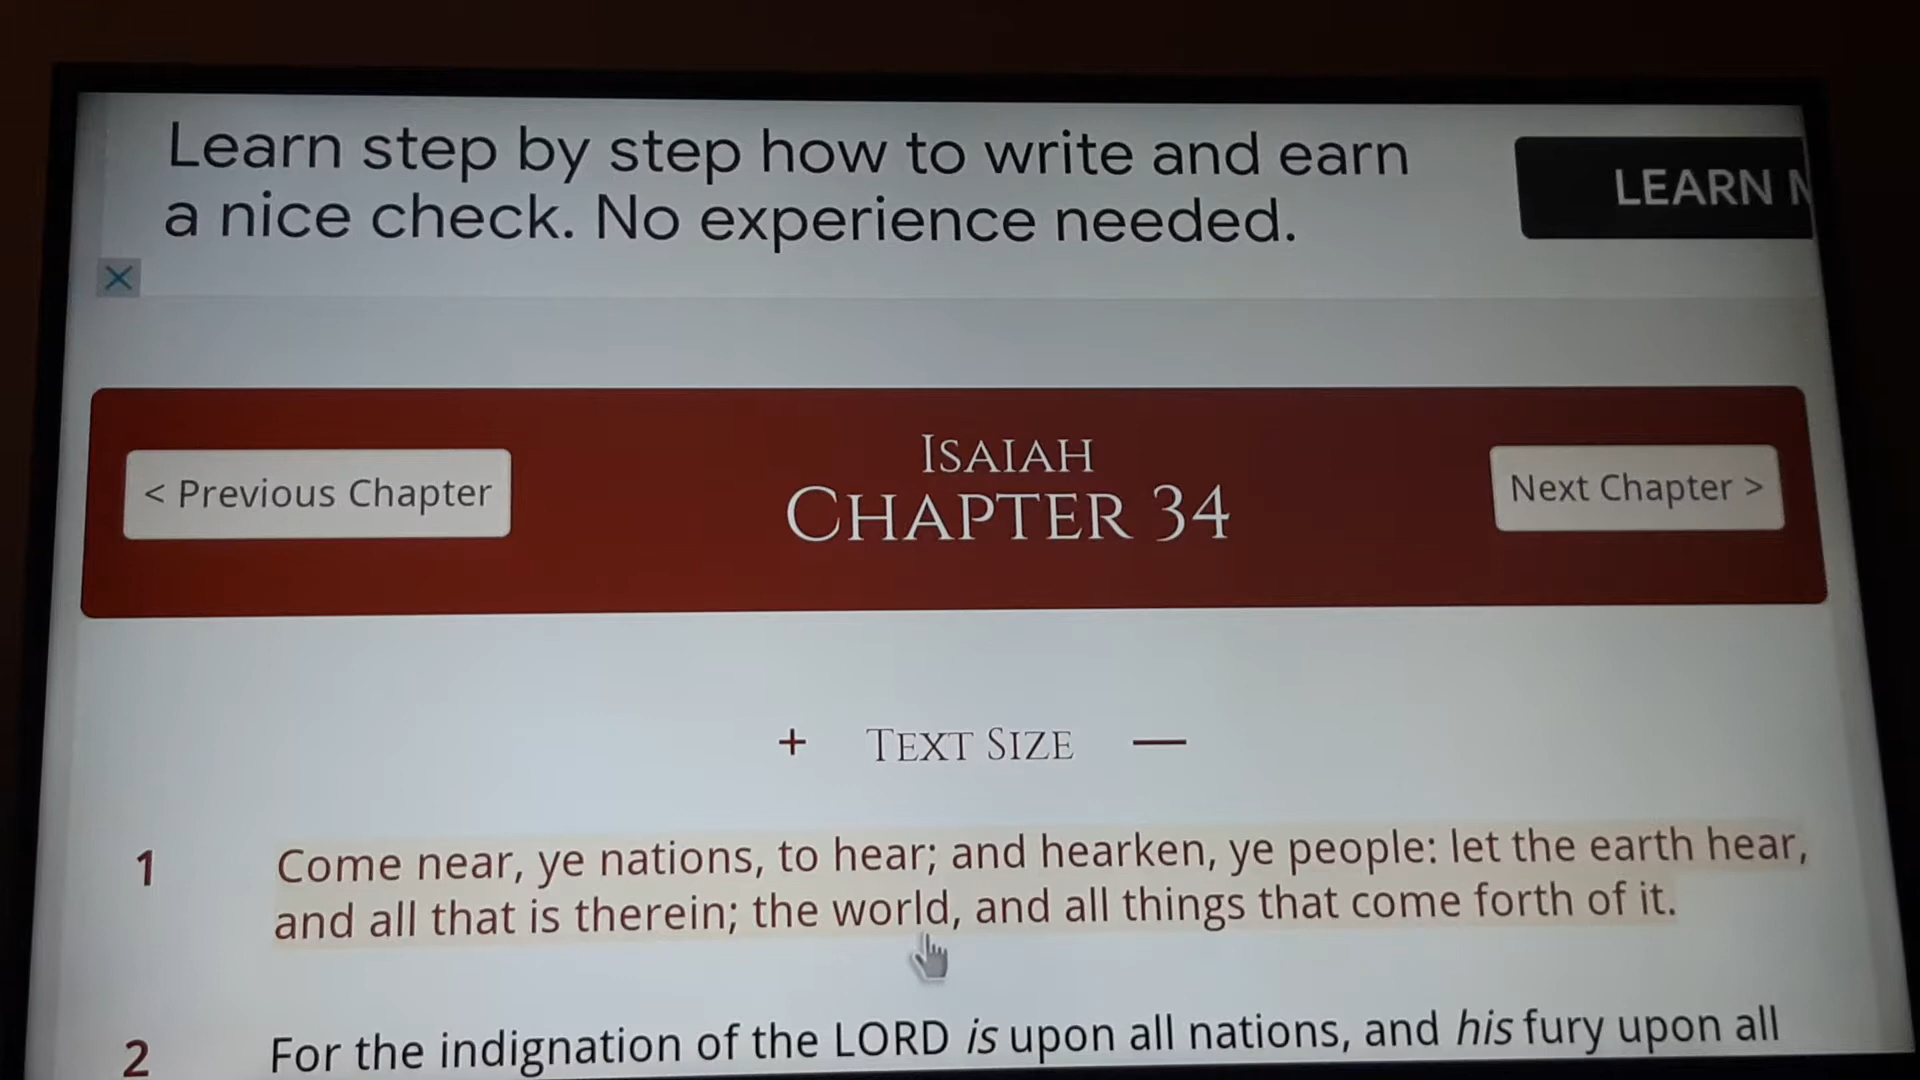 Learn step by step how to write and earn
a nice check. No experience needed.
LEARN
< Previous Chapter
ISAIAH
CHAPTER 34
Next Chapter >
+ TEXT SIZE —
1 Come near, ye nations, to hear; and hearken, ye people: let the earth hear,
and all that is therein; the world, and all things that come forth of it.
2 For the indignation of the LORD is upon all nations, and his fury upon all